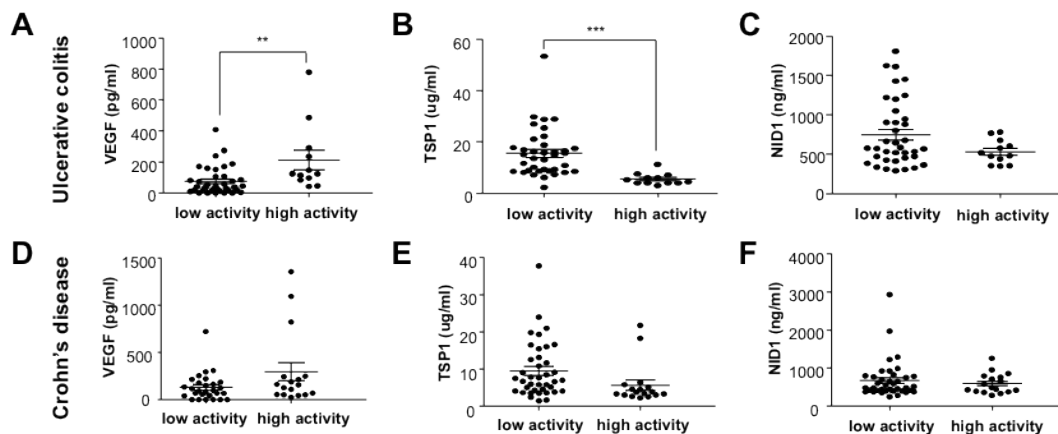 A
B
C
Ulcerative colitis
VEGF (pg/ml)
1000
800
600
400
200
0
**
low activity
high activity
TSP1 (ug/ml)
60
40
20
0
***
low activity
high activity
NID1 (ng/ml)
2000
1500
1000
500
0
low activity
high activity
D
E
F
Crohn's disease
VEGF (pg/ml)
1500
1000
500
0
low activity
high activity
TSP1 (ug/ml)
40
30
20
10
0
low activity
high activity
NID1 (ng/ml)
4000
3000
2000
1000
0
low activity
high activity